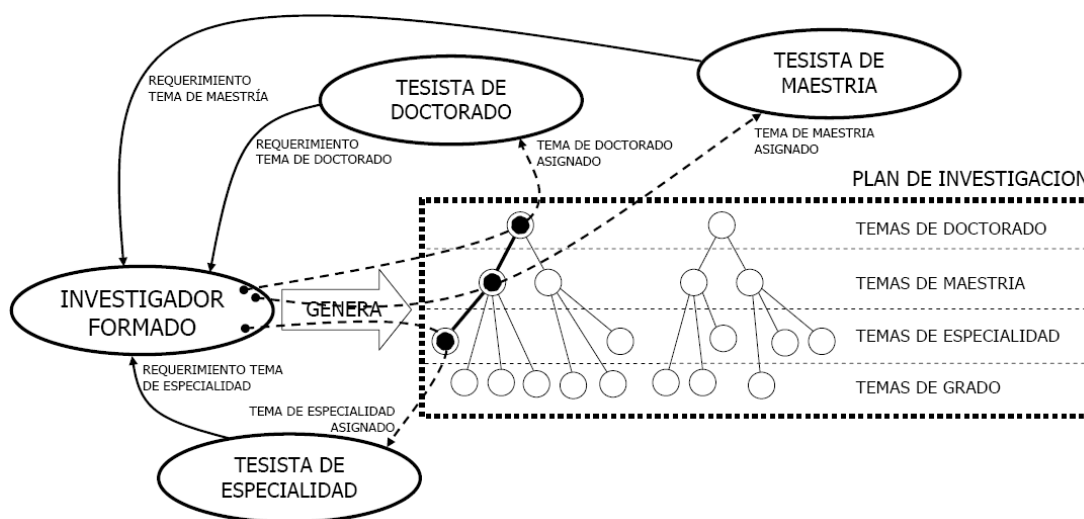 TESISTA DE
MAESTRIA
REQUERIMIENTO
TEMA DE MAESTRÍA
TESISTA DE
DOCTORADO
REQUERIMIENTO
TEMA DE DOCTORADO
TEMA DE DOCTORADO
ASIGNADO
TEMA DE MAESTRIA
ASIGNADO
PLAN DE INVESTIGACION
TEMAS DE DOCTORADO
TEMAS DE MAESTRIA
TEMAS DE ESPECIALIDAD
TEMAS DE GRADO
INVESTIGADOR
FORMADO
GENERA
REQUERIMIENTO TEMA
DE ESPECIALIDAD
TEMA DE ESPECIALIDAD
ASIGNADO
TESISTA DE
ESPECIALIDAD